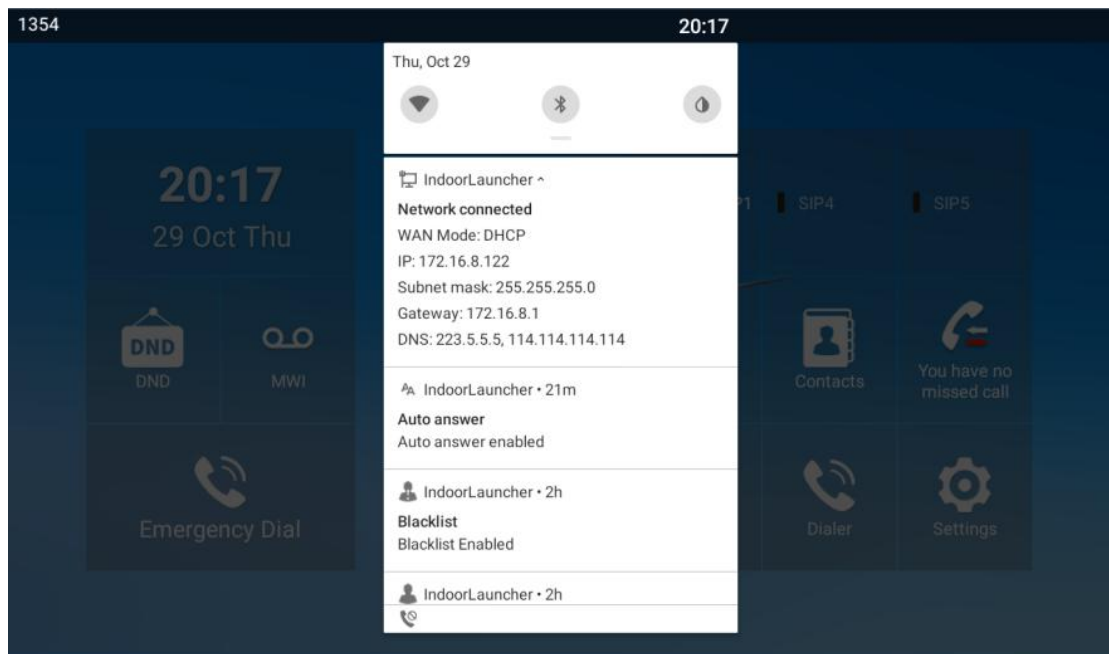 1354
20:17
Thu, Oct 29
IndoorLauncher
Network connected
WAN Mode: DHCP
IP: 172.16.8.122
Subnet mask: 255.255.255.0
Gateway: 172.16.8.1
DNS: 223.5.5.5, 114.114.114.114
IndoorLauncher • 21m
Auto answer
Auto answer enabled
IndoorLauncher • 2h
Blacklist
Blacklist Enabled
IndoorLauncher • 2h
20:17
29 Oct Thu
DND
DND
MWI
Emergency Dial
SIP4
SIP5
Contacts
You have no
missed call
Dialer
Settings